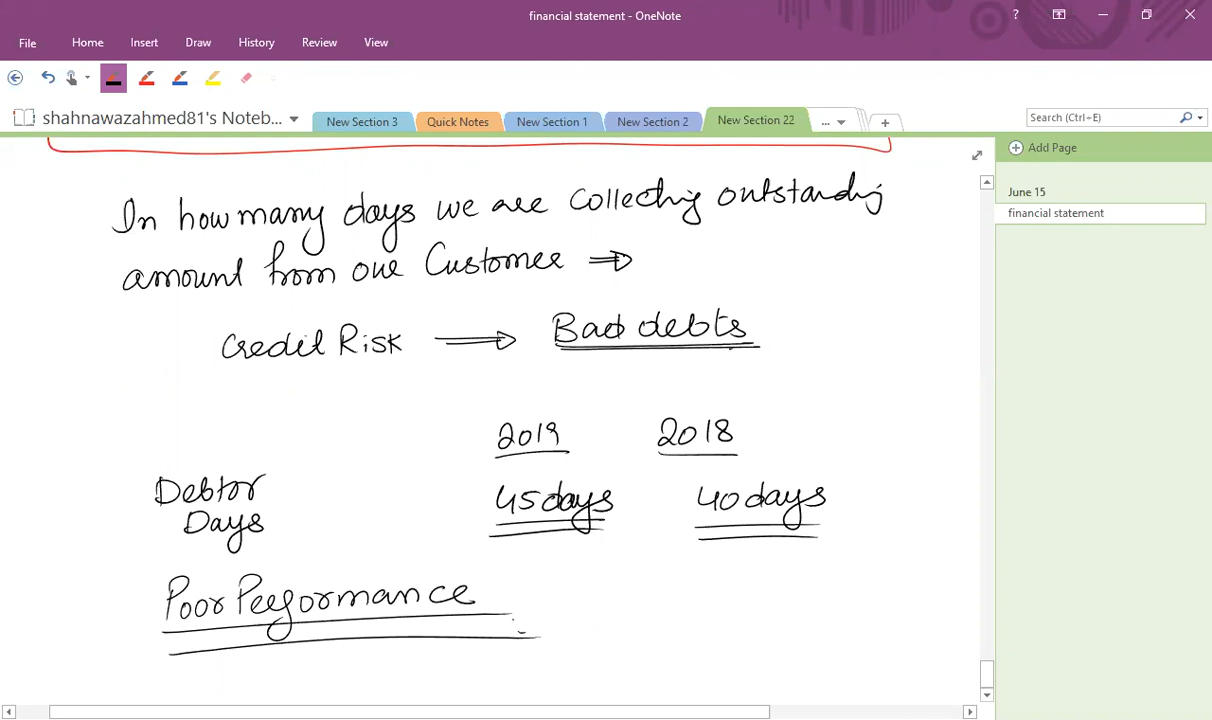 financial statement - OneNote
?
File Home Insert Draw History Review View
shahnawazahmed81's Noteb... New Section 3 Quick Notes New Section 1 New Section 2 New Section 22 ... Search (Ctrl+E)
Add Page
June 15
financial statement
In how many days we are collecting outstanding
amount from our Customer ⇒
Credit Risk ⇒ Bad debts
2019 2018
Debtor
Days 45days 40days
Poor Performance